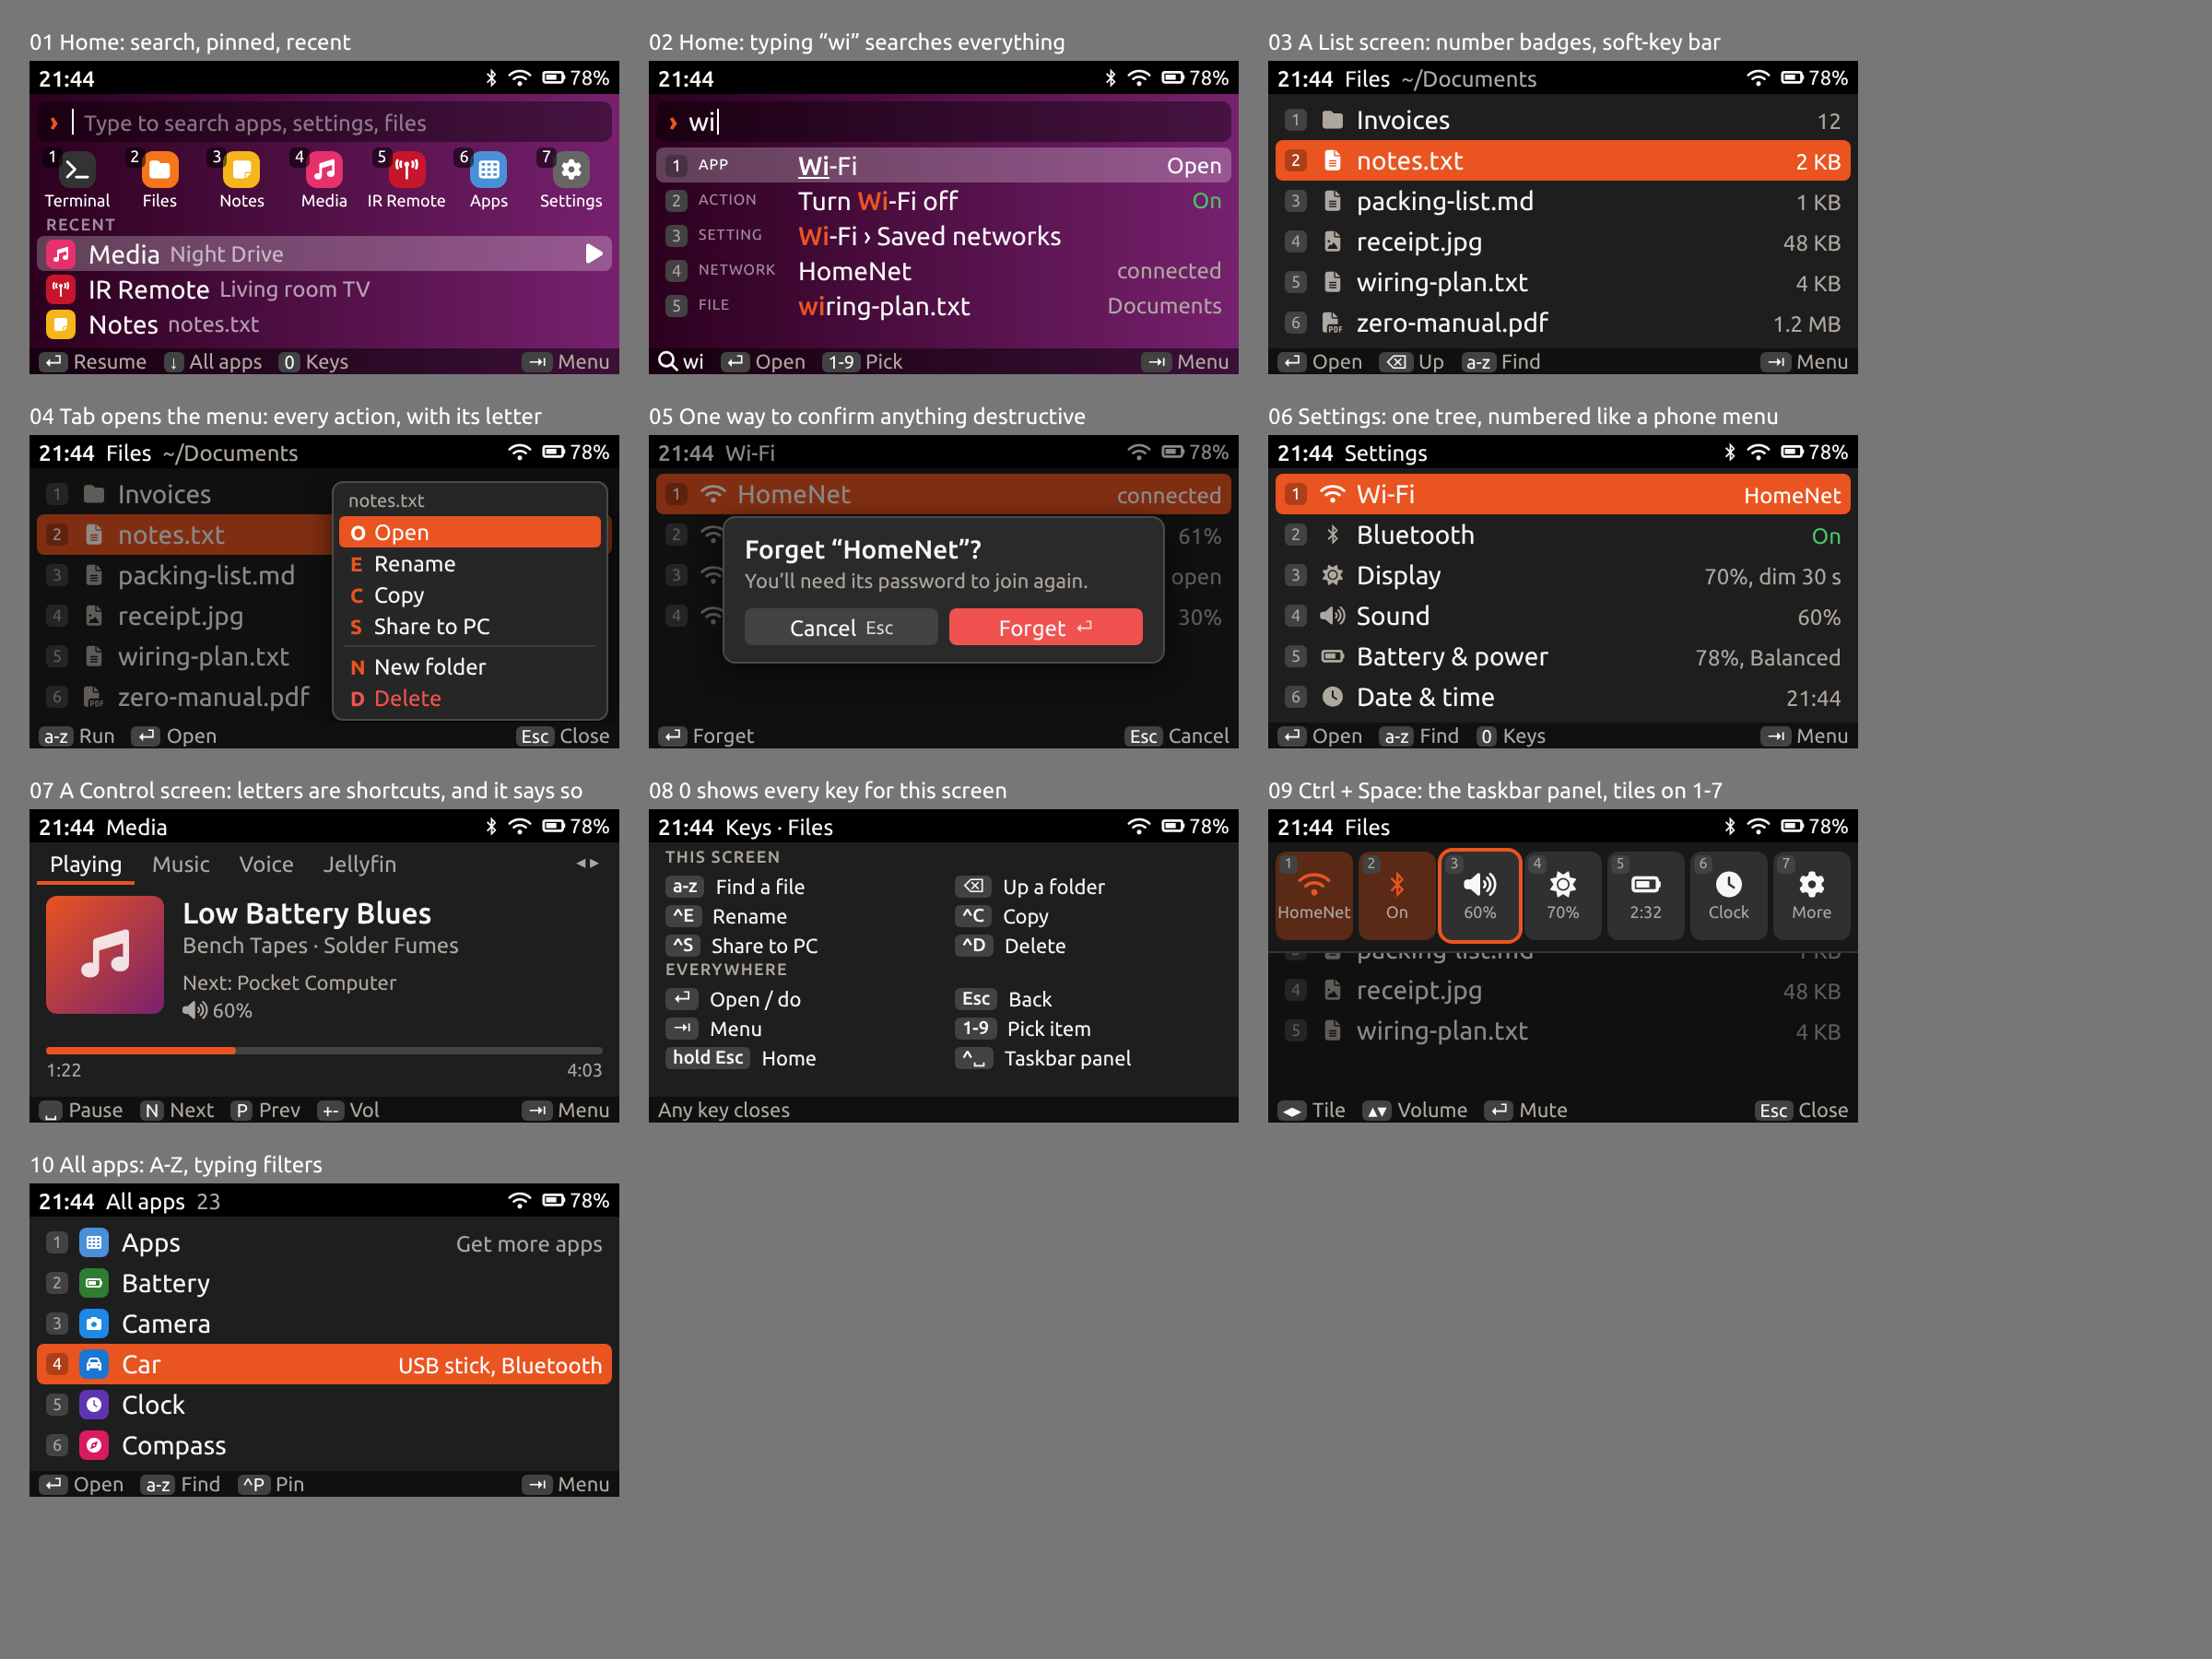 01 Home: search, pinned, recent
21:44 78%
› Type to search apps, settings, files
1 2 3 4 5 6 7
Terminal Files Notes Media IR Remote Apps Settings
RECENT
Media Night Drive
IR Remote Living room TV
Notes notes.txt
Resume ↓ All apps 0 Keys Menu
02 Home: typing “wi” searches everything
21:44 78%
› wi
1 APP Wi-Fi Open
2 ACTION Turn Wi-Fi off On
3 SETTING Wi-Fi › Saved networks
4 NETWORK HomeNet connected
5 FILE wiring-plan.txt Documents
wi Open 1-9 Pick Menu
03 A List screen: number badges, soft-key bar
21:44 Files ~/Documents 78%
1 Invoices 12
2 notes.txt 2 KB
3 packing-list.md 1 KB
4 receipt.jpg 48 KB
5 wiring-plan.txt 4 KB
6 zero-manual.pdf 1.2 MB
Open Up a-z Find Menu
04 Tab opens the menu: every action, with its letter
21:44 Files ~/Documents 78%
1 Invoices
2 notes.txt
3 packing-list.md
4 receipt.jpg
5 wiring-plan.txt
6 zero-manual.pdf
notes.txt
O Open
E Rename
C Copy
S Share to PC
N New folder
D Delete
a-z Run Open Esc Close
05 One way to confirm anything destructive
21:44 Wi-Fi 78%
1 HomeNet connected
2 61%
3 open
4 30%
Forget “HomeNet”?
You’ll need its password to join again.
Cancel Esc Forget
Forget Esc Cancel
06 Settings: one tree, numbered like a phone menu
21:44 Settings 78%
1 Wi-Fi HomeNet
2 Bluetooth On
3 Display 70%, dim 30 s
4 Sound 60%
5 Battery & power 78%, Balanced
6 Date & time 21:44
Open a-z Find 0 Keys Menu
07 A Control screen: letters are shortcuts, and it says so
21:44 Media 78%
Playing Music Voice Jellyfin
Low Battery Blues
Bench Tapes · Solder Fumes
Next: Pocket Computer
60%
1:22 4:03
Pause N Next P Prev +- Vol Menu
08 0 shows every key for this screen
21:44 Keys · Files 78%
THIS SCREEN
a-z Find a file Up a folder
^E Rename ^C Copy
^S Share to PC ^D Delete
EVERYWHERE
Open / do Esc Back
Menu 1-9 Pick item
hold Esc Home ^␣ Taskbar panel
Any key closes
09 Ctrl + Space: the taskbar panel, tiles on 1-7
21:44 Files 78%
1 2 3 4 5 6 7
HomeNet On 60% 70% 2:32 Clock More
3 packing-list.md 1 KB
4 receipt.jpg 48 KB
5 wiring-plan.txt 4 KB
Tile Volume Mute Esc Close
10 All apps: A-Z, typing filters
21:44 All apps 23 78%
1 Apps Get more apps
2 Battery
3 Camera
4 Car USB stick, Bluetooth
5 Clock
6 Compass
Open a-z Find ^P Pin Menu